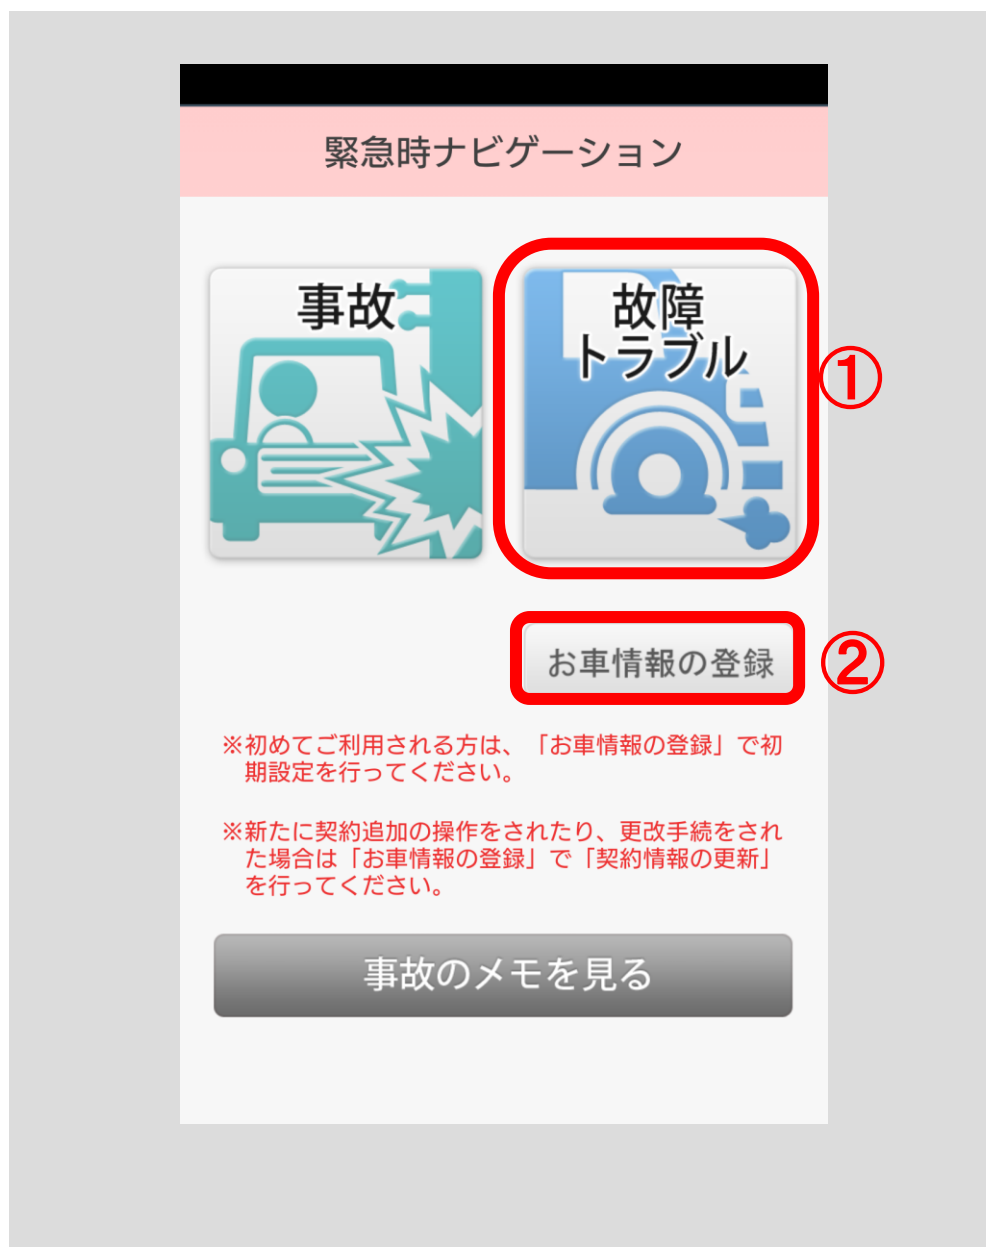 緊急時ナビゲーション
事故
故障
トラブル
①
お車情報の登録
②
※初めてご利用される方は、「お車情報の登録」で初
期設定を行ってください。
※新たに契約追加の操作をされたり、更改手続をされ
た場合は「お車情報の登録」で「契約情報の更新」
を行ってください。
事故のメモを見る